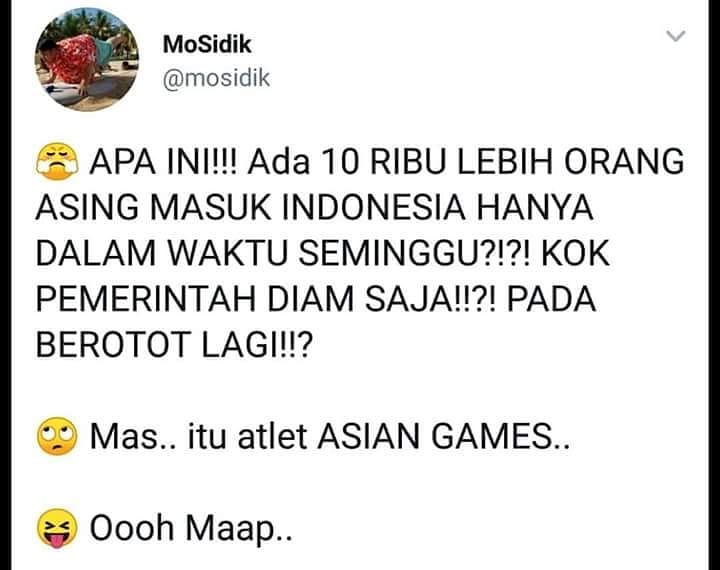 MoSidik
@mosidik
😤 APA INI!!! Ada 10 RIBU LEBIH ORANG
ASING MASUK INDONESIA HANYA
DALAM WAKTU SEMINGGU?!?! KOK
PEMERINTAH DIAM SAJA!!?! PADA
BEROTOT LAGI!!?
🙄 Mas.. itu atlet ASIAN GAMES..
😝 Oooh Maap..